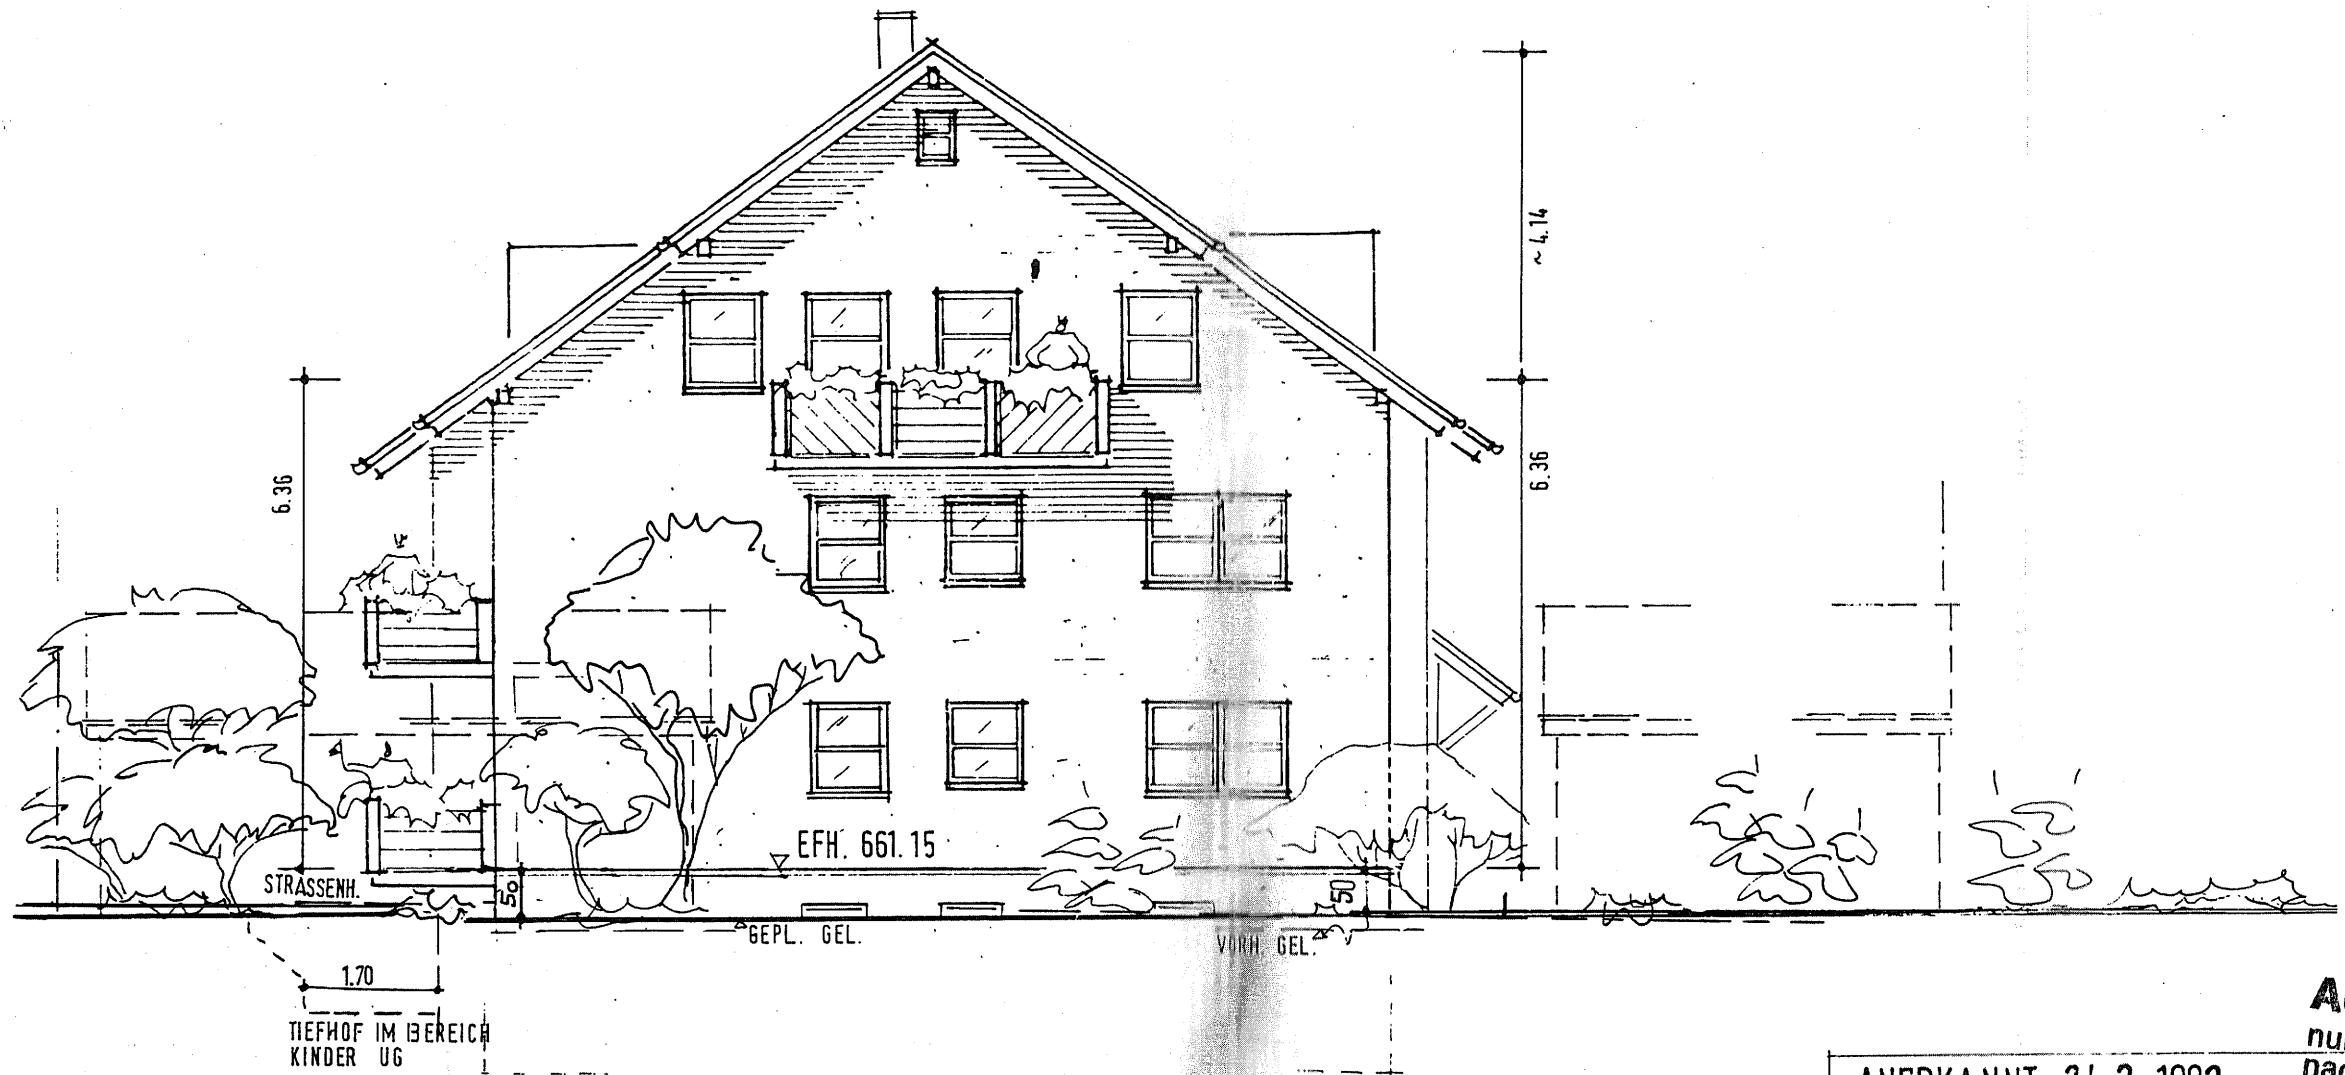 ~ 4.14
6.36
6.36
EFH. 661.15
STRASSENH.
50
50
GEPL. GEL.
VORH. GEL.
1.70
TIEFHOF IM BEREICH
KINDER UG